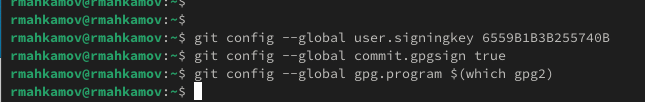 rmahkamov@rmahkamov:~$
rmahkamov@rmahkamov:~$
rmahkamov@rmahkamov:~$ git config --global user.signingkey 6559B1B3B255740B
rmahkamov@rmahkamov:~$ git config --global commit.gpgsign true
rmahkamov@rmahkamov:~$ git config --global gpg.program $(which gpg2)
rmahkamov@rmahkamov:~$